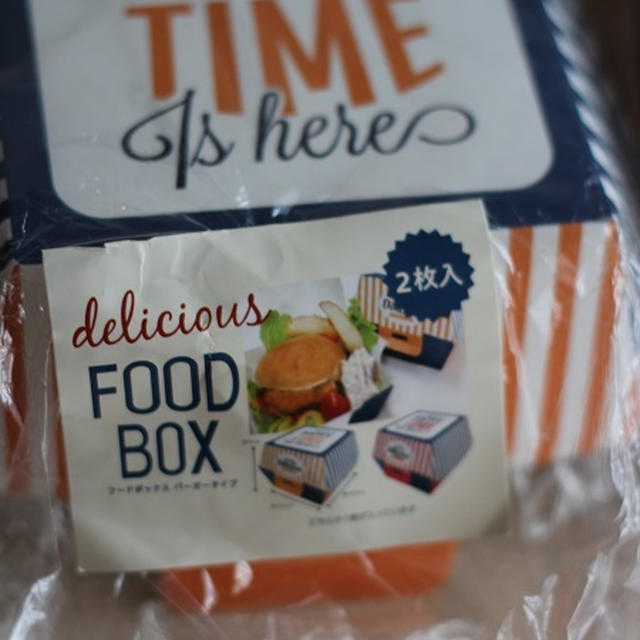 TIME
Is here
2枚入
delicious
FOOD
BOX
フードボックス バーガータイプ